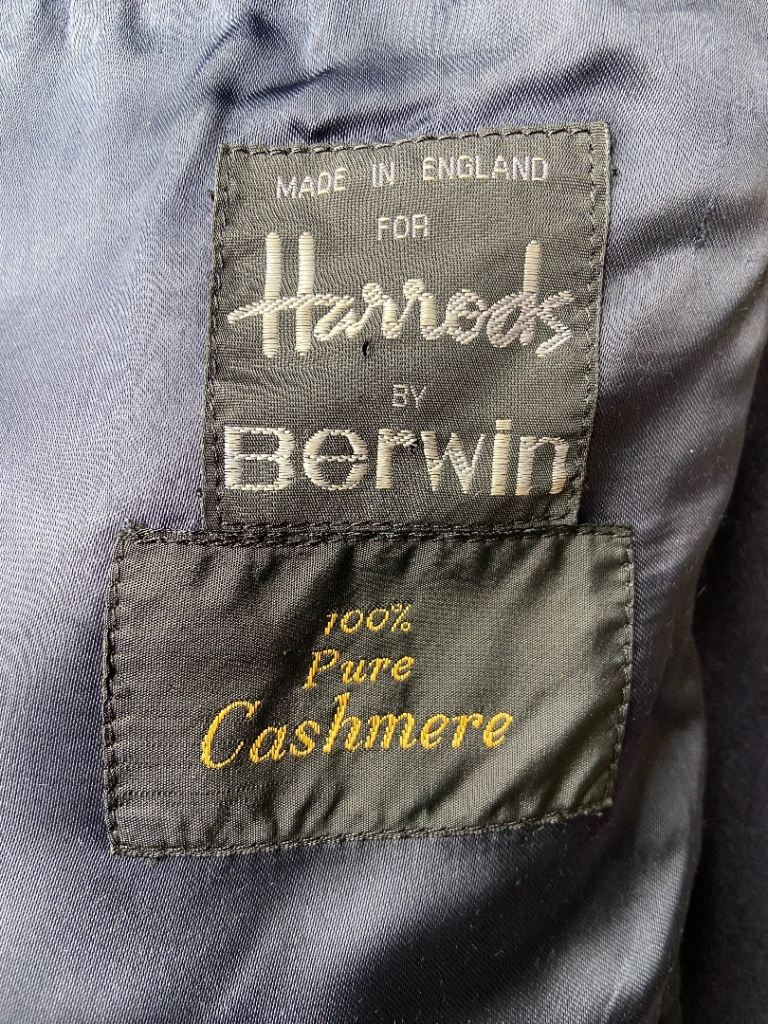 MADE IN ENGLAND
FOR
Harrods
BY
Berwin
100%
Pure
Cashmere